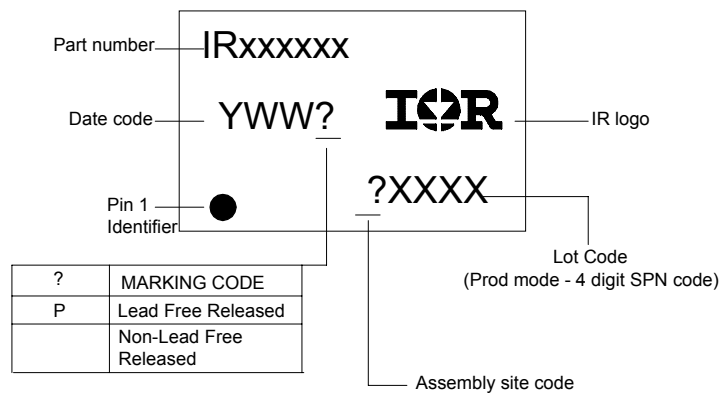 Part number
IRxxxxxx
Date code
YWW?
IOR
IR logo
?XXXX
Pin 1
Identifier
Lot Code
(Prod mode - 4 digit SPN code)
? MARKING CODE
P Lead Free Released
Non-Lead Free
Released
Assembly site code